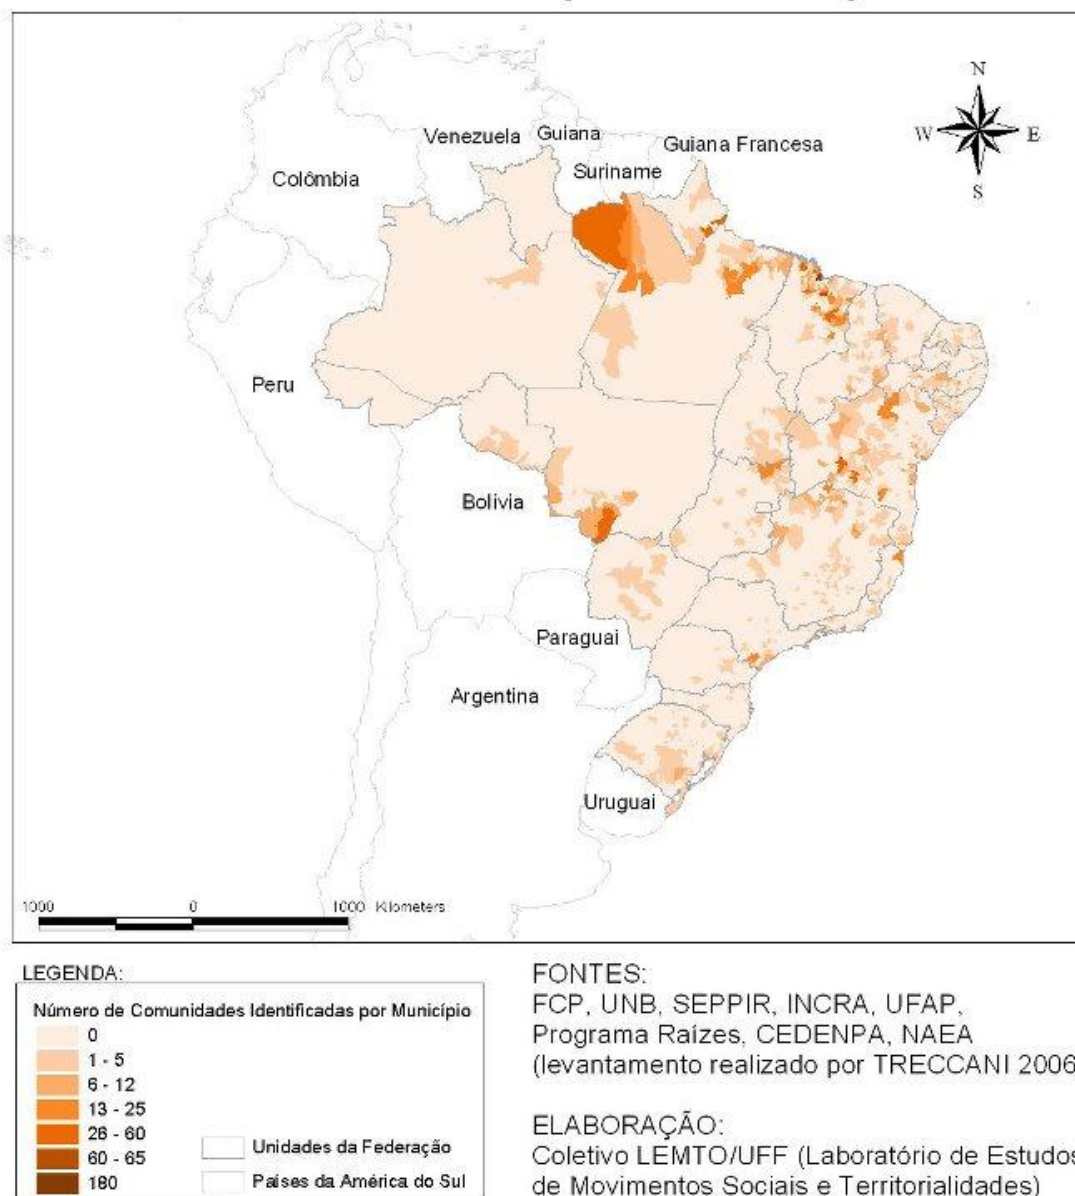 N
W E
S
Venezuela
Guiana
Guiana Francesa
Suriname
Colômbia
Peru
Bolivia
Paraguai
Argentina
Uruguai
1000 0 1000 Kilometers
LEGENDA:
Número de Comunidades Identificadas por Município
0
1 - 5
6 - 12
13 - 25
26 - 60
60 - 65
180
Unidades da Federação
Países da América do Sul
FONTES:
FCP, UNB, SEPPIR, INCRA, UFAP,
Programa Raízes, CEDENPA, NAEA
(levantamento realizado por TRECCANI 2006
ELABORAÇÃO:
Coletivo LEMTO/UFF (Laboratório de Estudos
de Movimentos Sociais e Territorialidades)